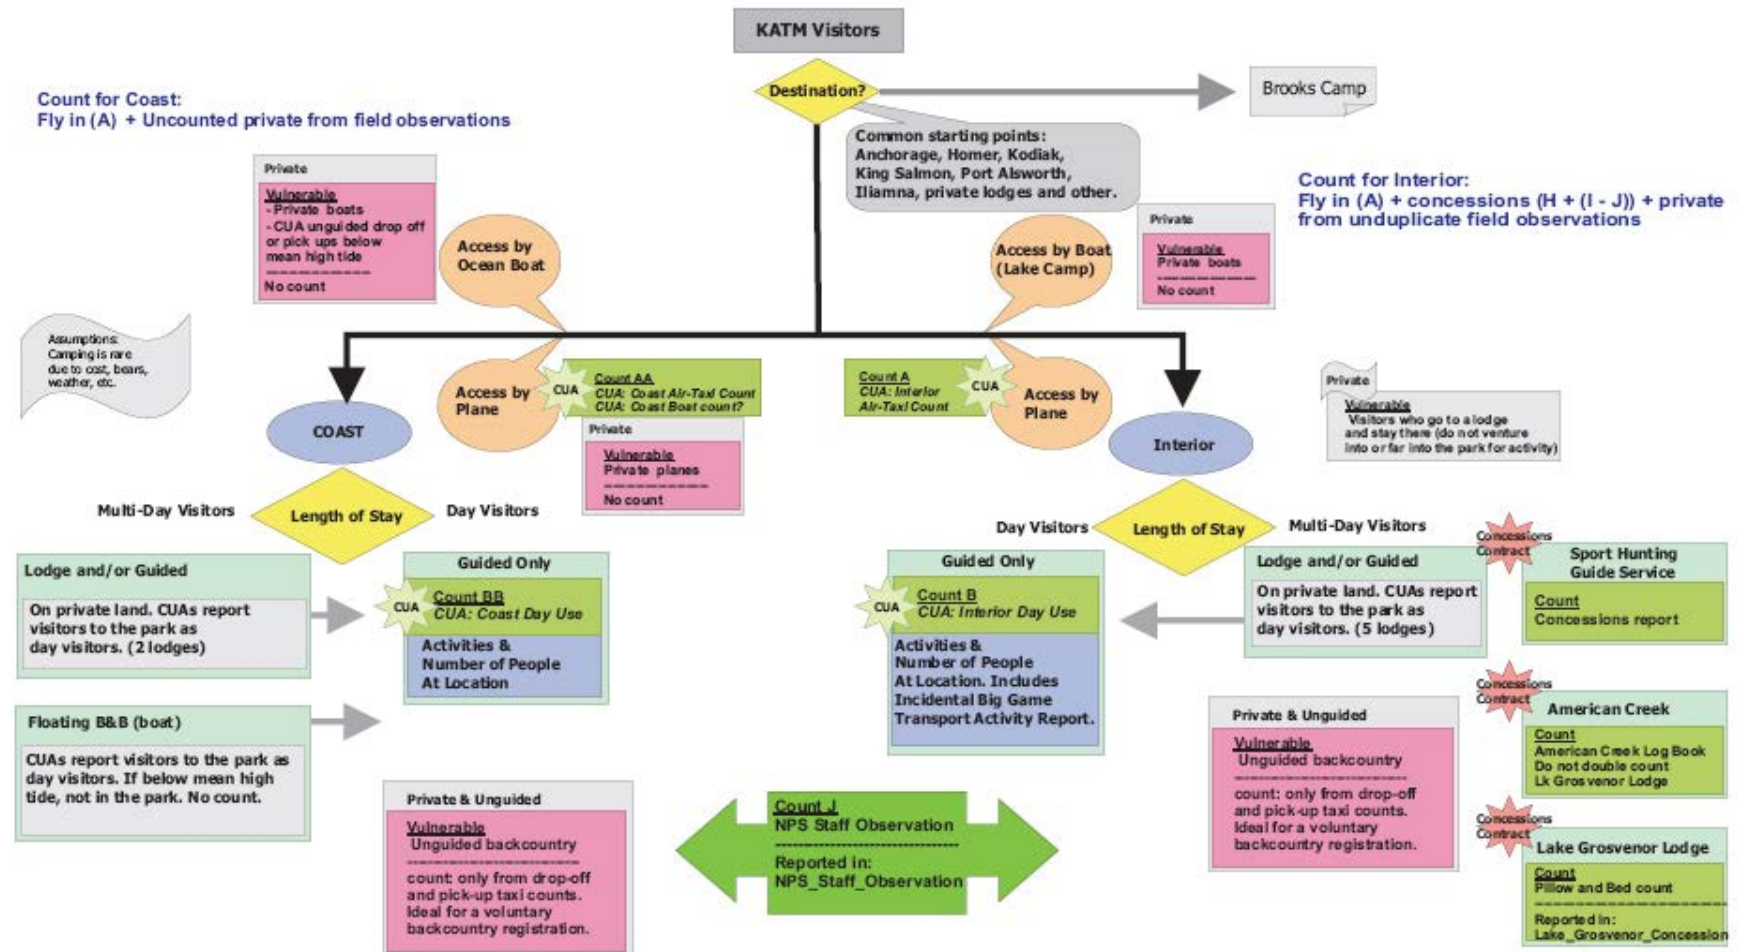 KATM Visitors
Destination?
Brooks Camp
Count for Coast:
Fly in (A) + Uncounted private from field observations
Common starting points:
Anchorage, Homer, Kodiak,
King Salmon, Port Alsworth,
Iliamna, private lodges and other.
Count for Interior:
Fly in (A) + concessions (H + (I - J)) + private
from unduplicate field observations
Private
Vulnerable
- Private boats
- CUA unguided drop off
or pick ups below
mean high tide
-------------
No count
Access by
Ocean Boat
Access by Boat
(Lake Camp)
Private
Vulnerable
Private boats
-------------
No count
Assumptions:
Camping is rare
due to cost, bears,
weather, etc.
COAST
Access by
Plane
CUA
Count AA
CUA: Coast Air-Taxi Count
CUA: Coast Boat count?
Private
Vulnerable
Private planes
-------------
No count
Count A
CUA: Interior
Air-Taxi Count
CUA
Access by
Plane
Interior
Private
Vulnerable
Visitors who go to a lodge
and stay there (do not venture
into or far into the park for activity)
Multi-Day Visitors
Length of Stay
Day Visitors
Day Visitors
Length of Stay
Multi-Day Visitors
Lodge and/or Guided
On private land. CUAs report
visitors to the park as
day visitors. (2 lodges)
Guided Only
CUA
Count BB
CUA: Coast Day Use
Activities &
Number of People
At Location
Floating B&B (boat)
CUAs report visitors to the park as
day visitors. If below mean high
tide, not in the park. No count.
Private & Unguided
Vulnerable
Unguided backcountry
-------------------------
count: only from drop-off
and pick-up taxi counts.
Ideal for a voluntary
backcountry registration.
Count J
NPS Staff Observation
---------------------------------
Reported in:
NPS_Staff_Observation
Guided Only
CUA
Count B
CUA: Interior Day Use
Activities &
Number of People
At Location. Includes
Incidental Big Game
Transport Activity Report.
Lodge and/or Guided
On private land. CUAs report
visitors to the park as
day visitors. (5 lodges)
Private & Unguided
Vulnerable
Unguided backcountry
-------------------------
count: only from drop-off
and pick-up taxi counts.
Ideal for a voluntary
backcountry registration.
Concessions
Contract
Sport Hunting
Guide Service
Count
Concessions report
Concessions
Contract
American Creek
Count
American Creek Log Book
Do not double count
Lk Grosvenor Lodge
Concessions
Contract
Lake Grosvenor Lodge
Count
Pillow and Bed count
----------------------------
Reported in:
Lake_Grosvenor_Concession